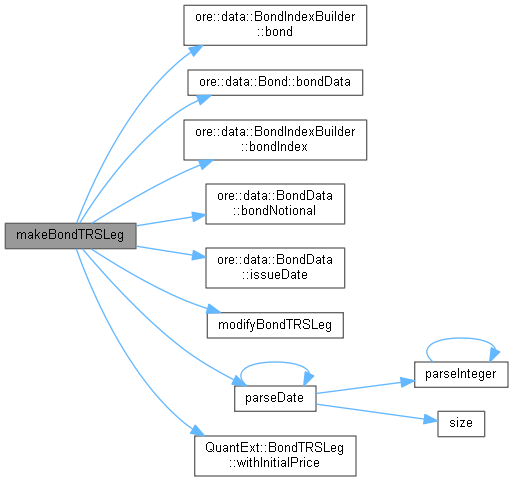 ore::data::BondIndexBuilder
::bond
ore::data::Bond::bondData
ore::data::BondIndexBuilder
::bondIndex
ore::data::BondData
::bondNotional
makeBondTRSLeg
ore::data::BondData
::issueDate
modifyBondTRSLeg
parseInteger
parseDate
size
QuantExt::BondTRSLeg
::withInitialPrice